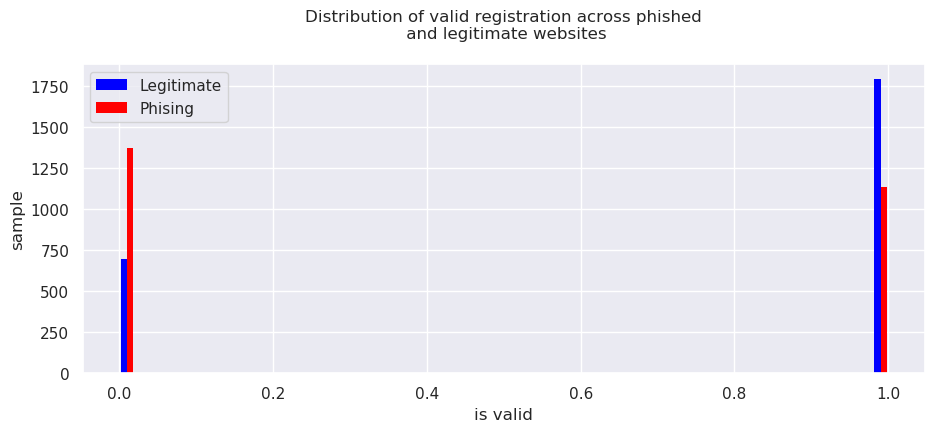 Distribution of valid registration across phished
and legitimate websites
Legitimate
Phising
sample
1750
1500
1250
1000
750
500
250
0
0.0 0.2 0.4 0.6 0.8 1.0
is valid